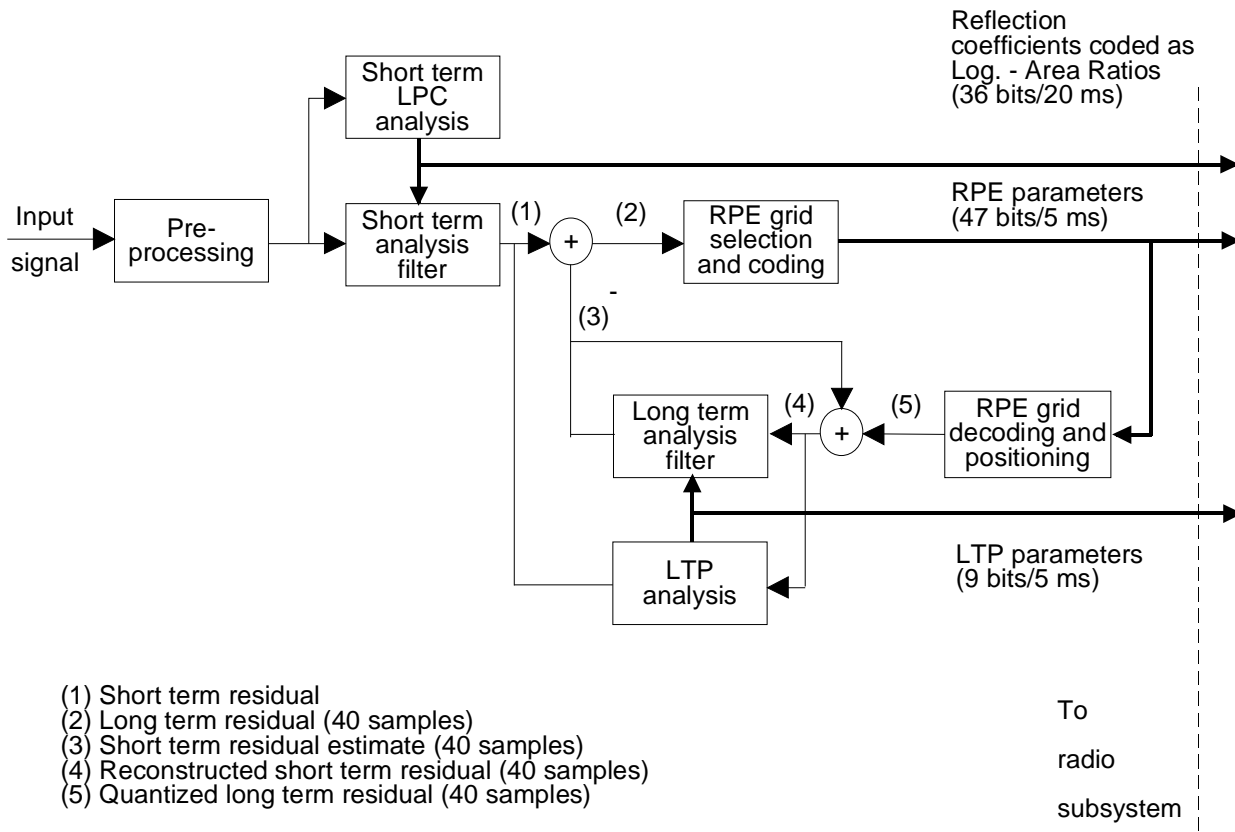 Reflection
coefficients coded as
Log. - Area Ratios
(36 bits/20 ms)
Short term
LPC
analysis
Input
signal
Pre-
processing
Short term
analysis
filter
(1)
+
(2)
RPE grid
selection
and coding
RPE parameters
(47 bits/5 ms)
-
(3)
Long term
analysis
filter
(4)
+
(5)
RPE grid
decoding and
positioning
LTP
analysis
LTP parameters
(9 bits/5 ms)
(1) Short term residual
(2) Long term residual (40 samples)
(3) Short term residual estimate (40 samples)
(4) Reconstructed short term residual (40 samples)
(5) Quantized long term residual (40 samples)
To
radio
subsystem